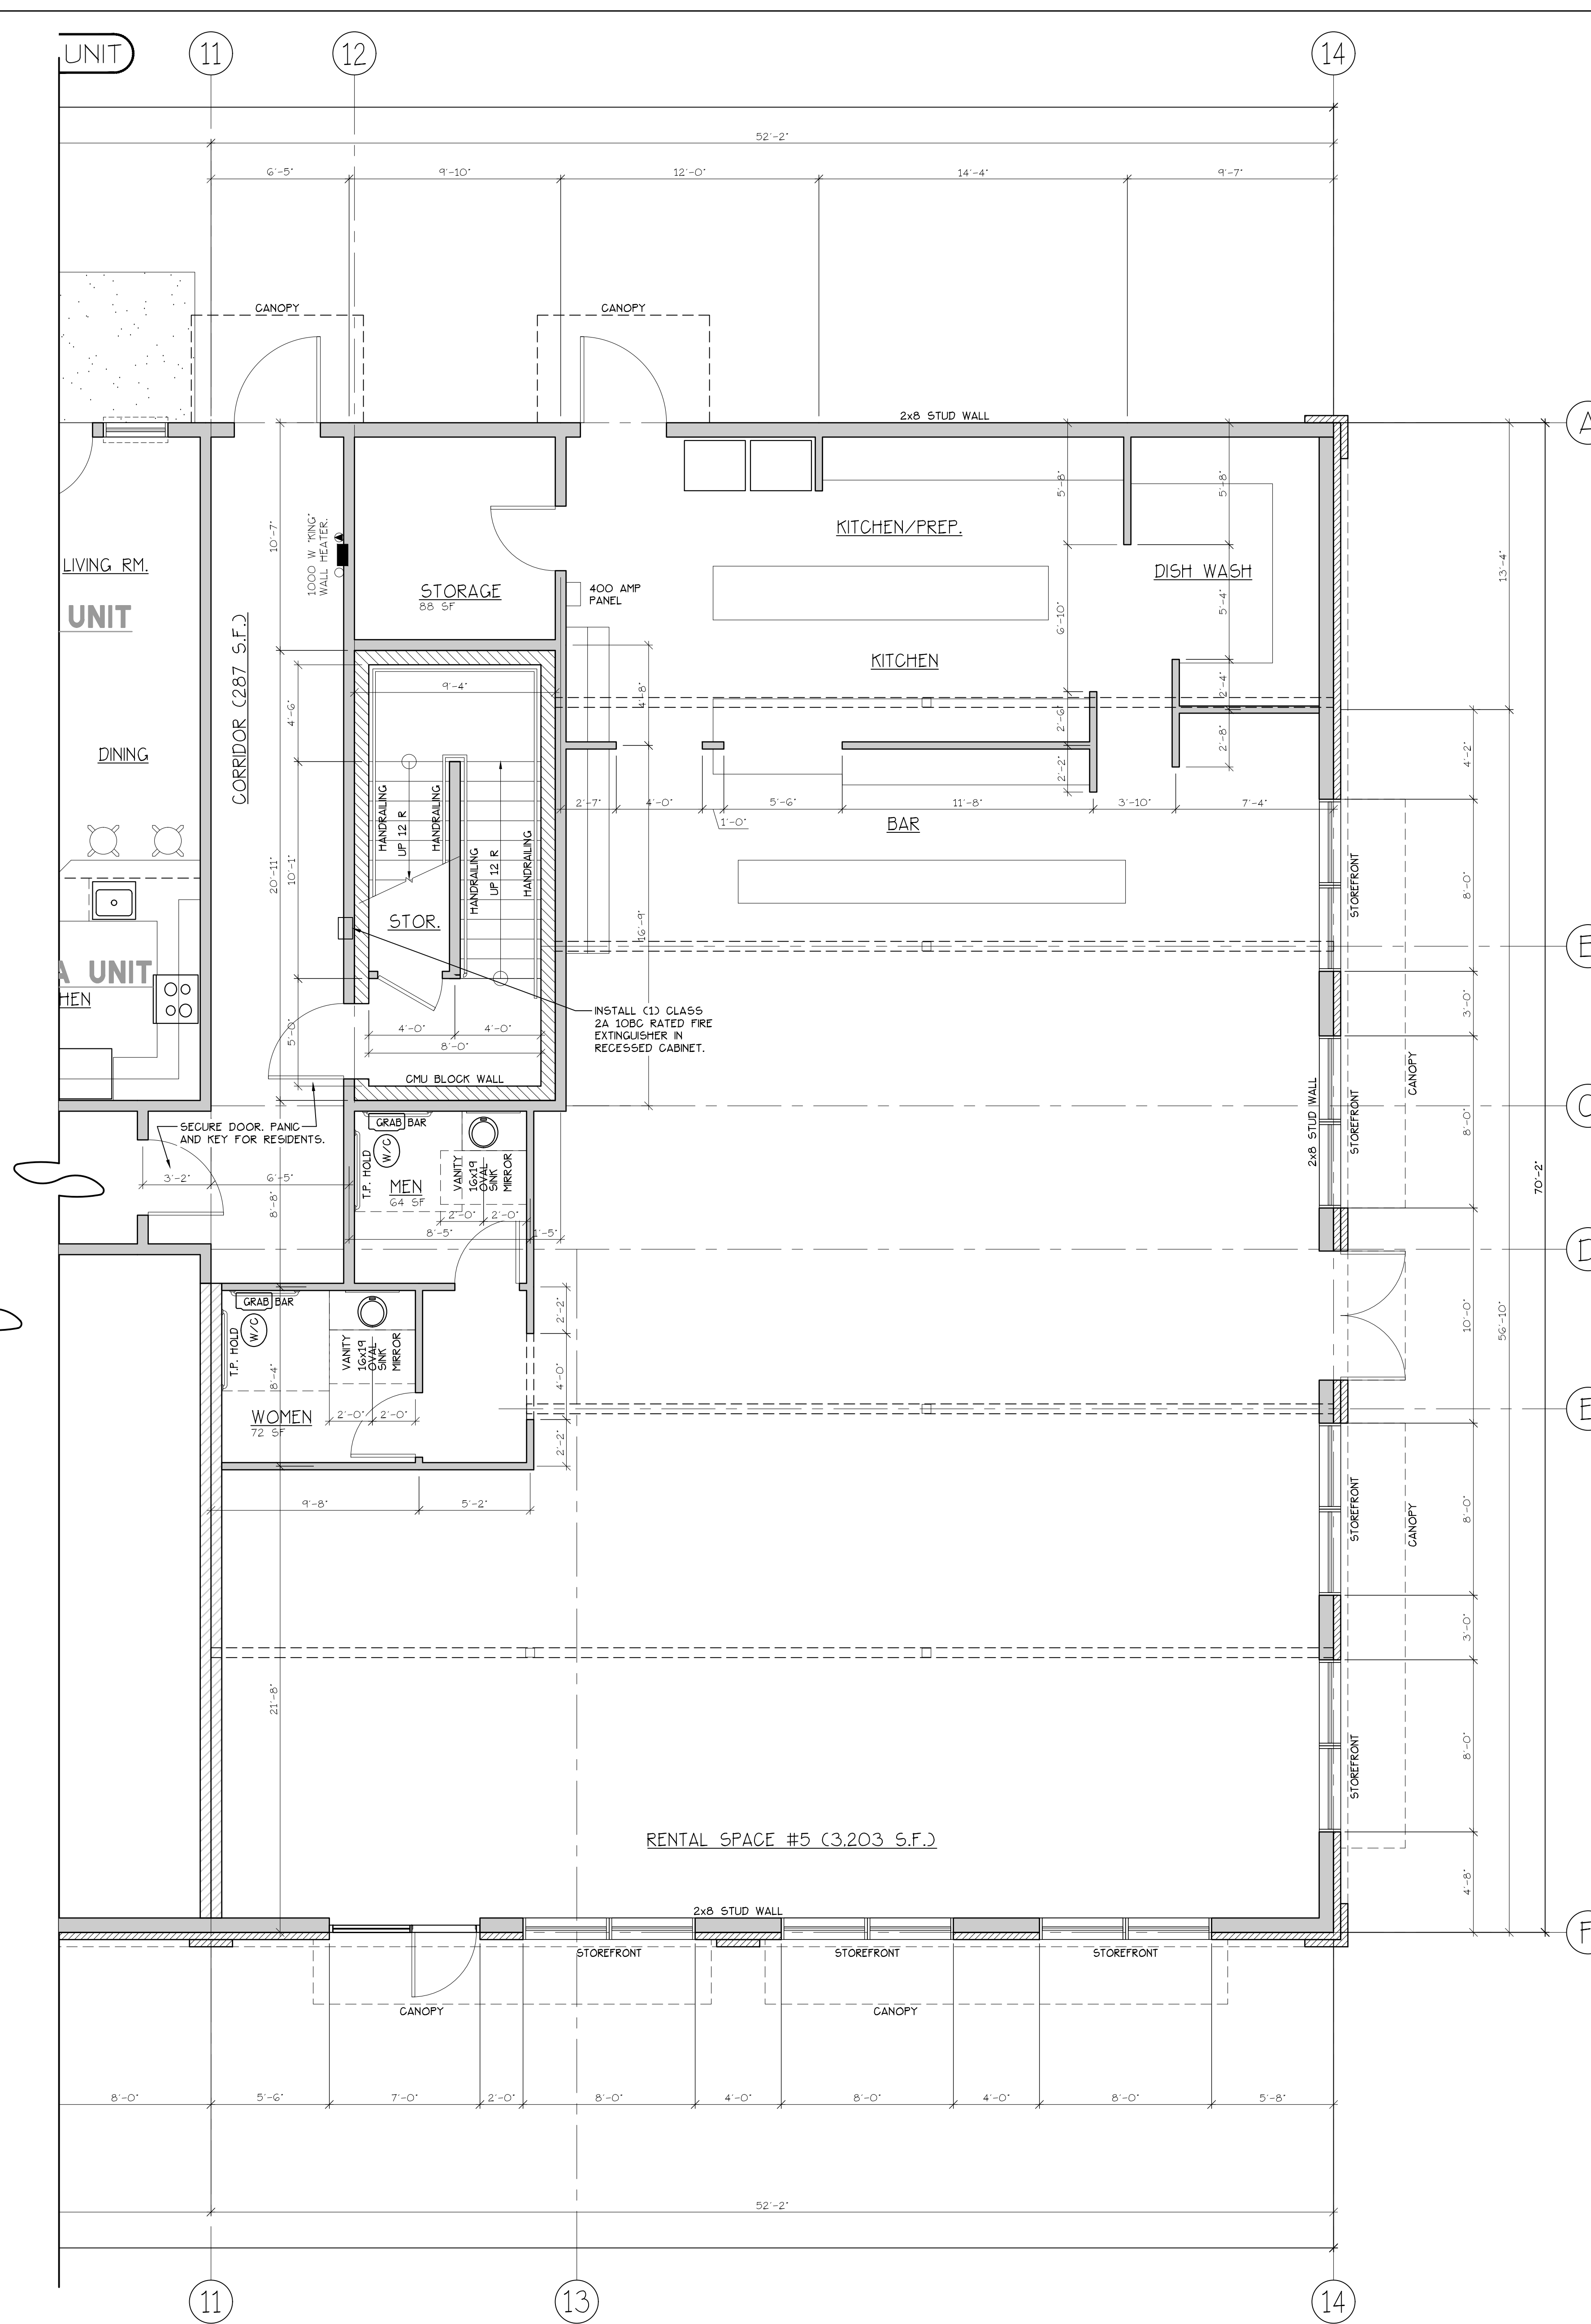 UNIT
11
12
14
52'-2"
6'-5"
9'-10"
12'-0"
14'-4"
9'-7"
CANOPY
CANOPY
2x8 STUD WALL
A
10'-7"
1000 W "KING"
WALL HEATER.
5'-8"
5'-8"
KITCHEN/PREP.
13'-4"
LIVING RM.
UNIT
STORAGE
88 SF
400 AMP
PANEL
DISH WASH
5'-4"
6'-10"
CORRIDOR (287 S.F.)
KITCHEN
9'-4"
4'-8"
4'-6"
2'-4"
2'-6"
2'-8"
2'-2"
4'-2"
DINING
2'-7"
4'-0"
5'-6"
11'-8"
3'-10"
7'-4"
1'-0"
BAR
HANDRAILING
UP 12 R
HANDRAILING
HANDRAILING
UP 12 R
HANDRAILING
20'-11"
10'-1"
STOR.
16'-9"
STOREFRONT
8'-0"
A UNIT
HEN
INSTALL (1) CLASS
2A 10BC RATED FIRE
EXTINGUISHER IN
RECESSED CABINET.
3'-0"
5'-0"
4'-0"
4'-0"
8'-0"
CMU BLOCK WALL
CANOPY
2x8 STUD WALL
STOREFRONT
8'-0"
SECURE DOOR. PANIC
AND KEY FOR RESIDENTS.
GRAB BAR
W/C
T.P. HOLD
MEN
64 SF
VANITY
16x19
OVAL
SINK
MIRROR
3'-2"
6'-5"
8'-8"
2'-0"
2'-0"
8'-5"
1'-5"
70'-2"
D
GRAB BAR
W/C
T.P. HOLD
VANITY
16x19
OVAL
SINK
MIRROR
2'-2"
4'-0"
2'-2"
10'-0"
56'-10"
8'-4"
WOMEN
72 SF
2'-0"
2'-0"
E
9'-8"
5'-2"
STOREFRONT
CANOPY
8'-0"
3'-0"
21'-8"
STOREFRONT
8'-0"
RENTAL SPACE #5 (3,203 S.F.)
4'-8"
2x8 STUD WALL
F
STOREFRONT
STOREFRONT
STOREFRONT
CANOPY
CANOPY
8'-0"
5'-6"
7'-0"
2'-0"
8'-0"
4'-0"
8'-0"
4'-0"
8'-0"
5'-8"
52'-2"
11
13
14